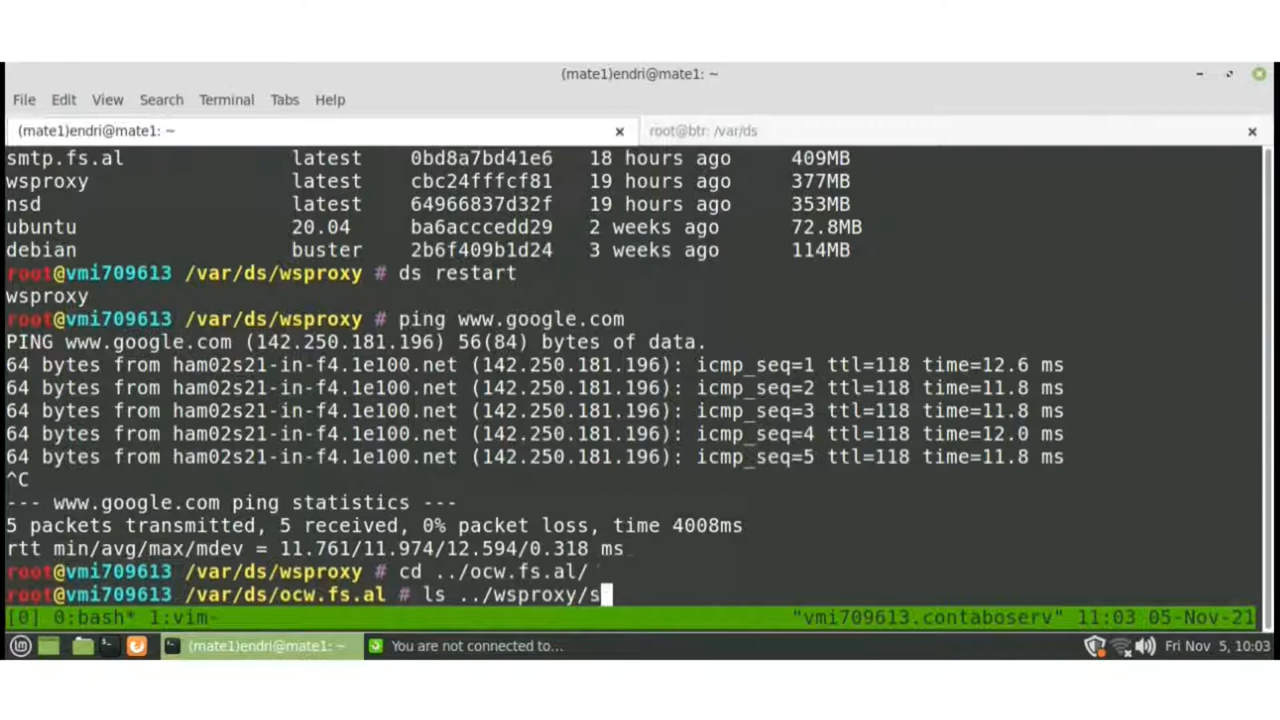 (mate1)endri@mate1: ~
File Edit View Search Terminal Tabs Help
(mate1)endri@mate1: ~ × root@btr: /var/ds ×
smtp.fs.al latest 0bd8a7bd41e6 18 hours ago 409MB
wsproxy latest cbc24fffcf81 19 hours ago 377MB
nsd latest 64966837d32f 19 hours ago 353MB
ubuntu 20.04 ba6acccedd29 2 weeks ago 72.8MB
debian buster 2b6f409b1d24 3 weeks ago 114MB
root@vmi709613 /var/ds/wsproxy # ds restart
wsproxy
root@vmi709613 /var/ds/wsproxy # ping www.google.com
PING www.google.com (142.250.181.196) 56(84) bytes of data.
64 bytes from ham02s21-in-f4.1e100.net (142.250.181.196): icmp_seq=1 ttl=118 time=12.6 ms
64 bytes from ham02s21-in-f4.1e100.net (142.250.181.196): icmp_seq=2 ttl=118 time=11.8 ms
64 bytes from ham02s21-in-f4.1e100.net (142.250.181.196): icmp_seq=3 ttl=118 time=11.8 ms
64 bytes from ham02s21-in-f4.1e100.net (142.250.181.196): icmp_seq=4 ttl=118 time=12.0 ms
64 bytes from ham02s21-in-f4.1e100.net (142.250.181.196): icmp_seq=5 ttl=118 time=11.8 ms
^C
--- www.google.com ping statistics ---
5 packets transmitted, 5 received, 0% packet loss, time 4008ms
rtt min/avg/max/mdev = 11.761/11.974/12.594/0.318 ms
root@vmi709613 /var/ds/wsproxy # cd ../ocw.fs.al/
root@vmi709613 /var/ds/ocw.fs.al # ls ../wsproxy/s
[0] 0:bash* 1:vim- "vmi709613.contaboserv" 11:03 05-Nov-21
(mate1)endri@mate1: ~ You are not connected to... Fri Nov 5, 10:03